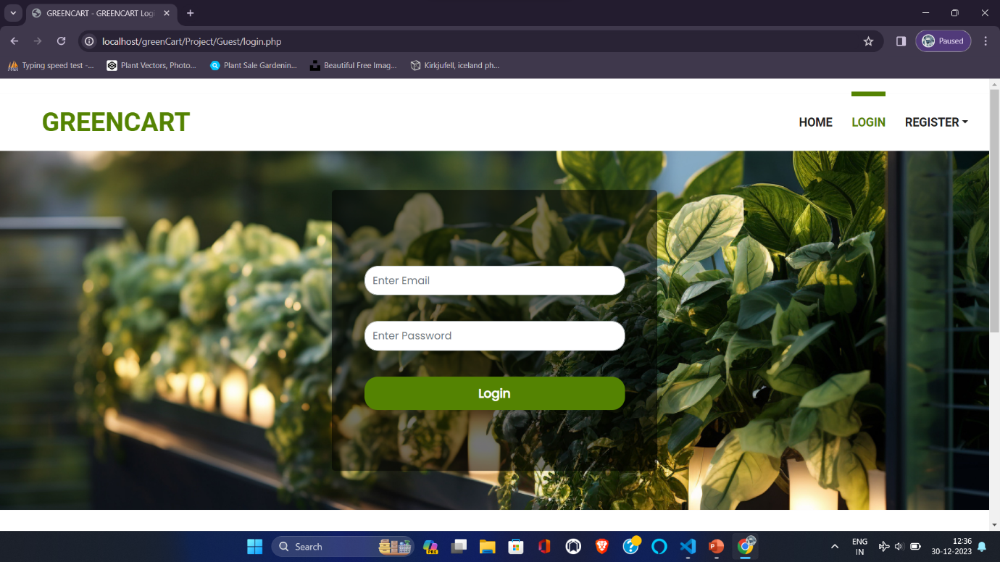 GREENCART - GREENCART Log
localhost/greenCart/Project/Guest/login.php
Paused
Typing speed test -...
Plant Vectors, Photo...
Plant Sale Gardenin...
Beautiful Free Imag...
Kirkjufell, iceland ph...
GREENCART
HOME
LOGIN
REGISTER
Enter Email
Enter Password
Login
Search
PRE
ENG
IN
12:36
30-12-2023